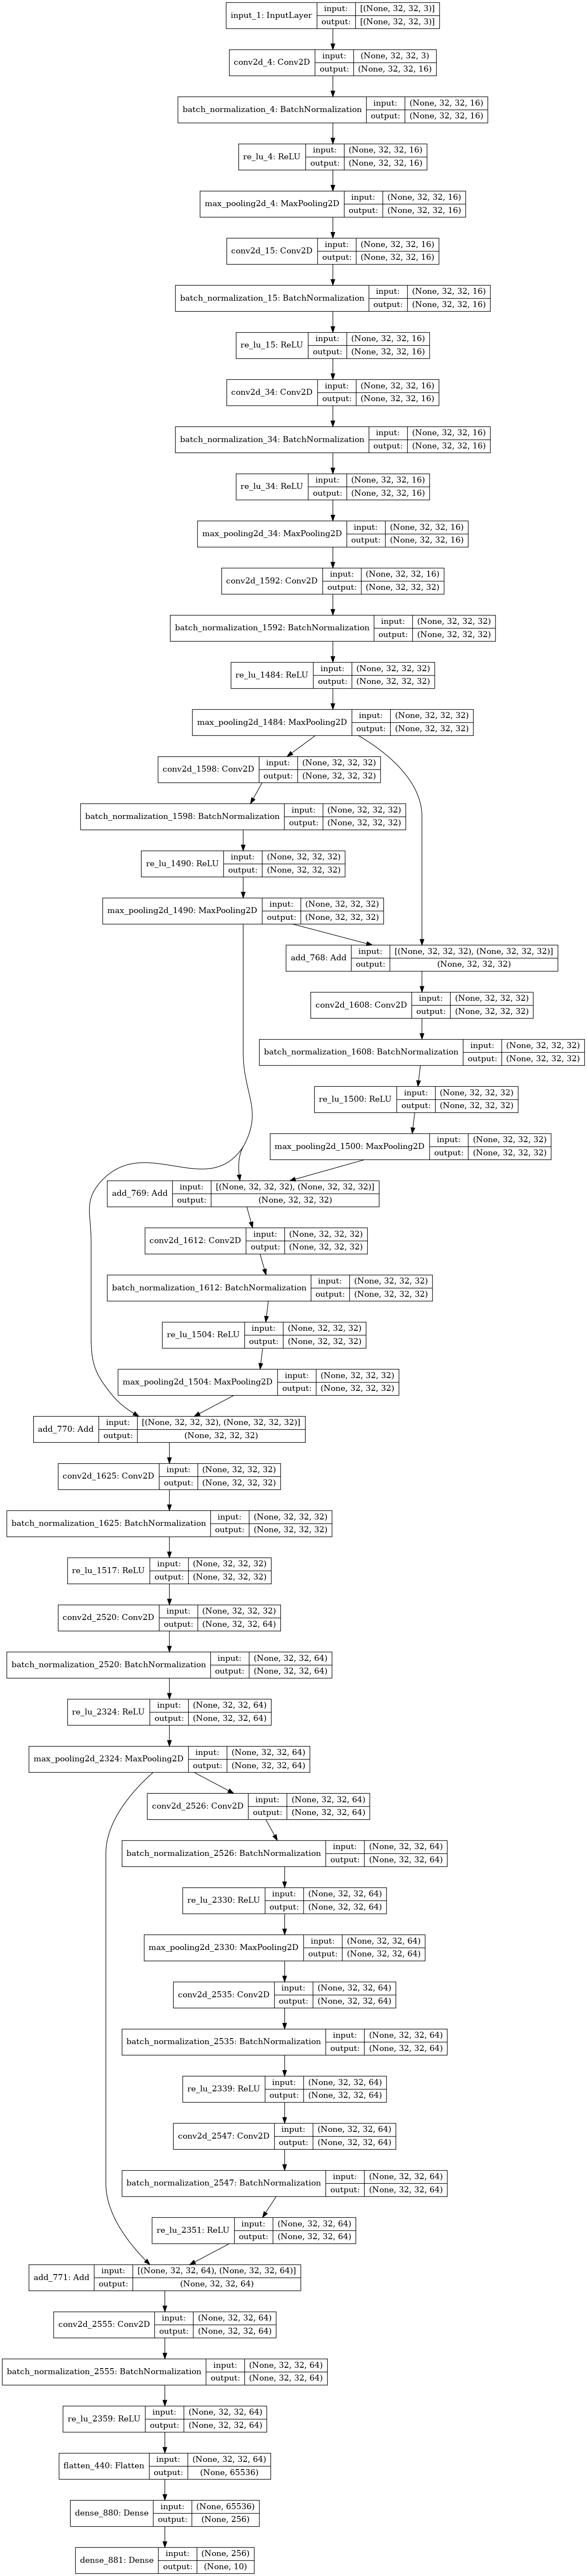 input_1: InputLayer
input: [(None, 32, 32, 3)]
output: [(None, 32, 32, 3)]
conv2d_4: Conv2D
input: (None, 32, 32, 3)
output: (None, 32, 32, 16)
batch_normalization_4: BatchNormalization
input: (None, 32, 32, 16)
output: (None, 32, 32, 16)
re_lu_4: ReLU
input: (None, 32, 32, 16)
output: (None, 32, 32, 16)
max_pooling2d_4: MaxPooling2D
input: (None, 32, 32, 16)
output: (None, 32, 32, 16)
conv2d_15: Conv2D
input: (None, 32, 32, 16)
output: (None, 32, 32, 16)
batch_normalization_15: BatchNormalization
input: (None, 32, 32, 16)
output: (None, 32, 32, 16)
re_lu_15: ReLU
input: (None, 32, 32, 16)
output: (None, 32, 32, 16)
conv2d_34: Conv2D
input: (None, 32, 32, 16)
output: (None, 32, 32, 16)
batch_normalization_34: BatchNormalization
input: (None, 32, 32, 16)
output: (None, 32, 32, 16)
re_lu_34: ReLU
input: (None, 32, 32, 16)
output: (None, 32, 32, 16)
max_pooling2d_34: MaxPooling2D
input: (None, 32, 32, 16)
output: (None, 32, 32, 16)
conv2d_1592: Conv2D
input: (None, 32, 32, 16)
output: (None, 32, 32, 32)
batch_normalization_1592: BatchNormalization
input: (None, 32, 32, 32)
output: (None, 32, 32, 32)
re_lu_1484: ReLU
input: (None, 32, 32, 32)
output: (None, 32, 32, 32)
max_pooling2d_1484: MaxPooling2D
input: (None, 32, 32, 32)
output: (None, 32, 32, 32)
conv2d_1598: Conv2D
input: (None, 32, 32, 32)
output: (None, 32, 32, 32)
batch_normalization_1598: BatchNormalization
input: (None, 32, 32, 32)
output: (None, 32, 32, 32)
re_lu_1490: ReLU
input: (None, 32, 32, 32)
output: (None, 32, 32, 32)
max_pooling2d_1490: MaxPooling2D
input: (None, 32, 32, 32)
output: (None, 32, 32, 32)
add_768: Add
input: [(None, 32, 32, 32), (None, 32, 32, 32)]
output: (None, 32, 32, 32)
conv2d_1608: Conv2D
input: (None, 32, 32, 32)
output: (None, 32, 32, 32)
batch_normalization_1608: BatchNormalization
input: (None, 32, 32, 32)
output: (None, 32, 32, 32)
re_lu_1500: ReLU
input: (None, 32, 32, 32)
output: (None, 32, 32, 32)
max_pooling2d_1500: MaxPooling2D
input: (None, 32, 32, 32)
output: (None, 32, 32, 32)
add_769: Add
input: [(None, 32, 32, 32), (None, 32, 32, 32)]
output: (None, 32, 32, 32)
conv2d_1612: Conv2D
input: (None, 32, 32, 32)
output: (None, 32, 32, 32)
batch_normalization_1612: BatchNormalization
input: (None, 32, 32, 32)
output: (None, 32, 32, 32)
re_lu_1504: ReLU
input: (None, 32, 32, 32)
output: (None, 32, 32, 32)
max_pooling2d_1504: MaxPooling2D
input: (None, 32, 32, 32)
output: (None, 32, 32, 32)
add_770: Add
input: [(None, 32, 32, 32), (None, 32, 32, 32)]
output: (None, 32, 32, 32)
conv2d_1625: Conv2D
input: (None, 32, 32, 32)
output: (None, 32, 32, 32)
batch_normalization_1625: BatchNormalization
input: (None, 32, 32, 32)
output: (None, 32, 32, 32)
re_lu_1517: ReLU
input: (None, 32, 32, 32)
output: (None, 32, 32, 32)
conv2d_2520: Conv2D
input: (None, 32, 32, 32)
output: (None, 32, 32, 64)
batch_normalization_2520: BatchNormalization
input: (None, 32, 32, 64)
output: (None, 32, 32, 64)
re_lu_2324: ReLU
input: (None, 32, 32, 64)
output: (None, 32, 32, 64)
max_pooling2d_2324: MaxPooling2D
input: (None, 32, 32, 64)
output: (None, 32, 32, 64)
conv2d_2526: Conv2D
input: (None, 32, 32, 64)
output: (None, 32, 32, 64)
batch_normalization_2526: BatchNormalization
input: (None, 32, 32, 64)
output: (None, 32, 32, 64)
re_lu_2330: ReLU
input: (None, 32, 32, 64)
output: (None, 32, 32, 64)
max_pooling2d_2330: MaxPooling2D
input: (None, 32, 32, 64)
output: (None, 32, 32, 64)
conv2d_2535: Conv2D
input: (None, 32, 32, 64)
output: (None, 32, 32, 64)
batch_normalization_2535: BatchNormalization
input: (None, 32, 32, 64)
output: (None, 32, 32, 64)
re_lu_2339: ReLU
input: (None, 32, 32, 64)
output: (None, 32, 32, 64)
conv2d_2547: Conv2D
input: (None, 32, 32, 64)
output: (None, 32, 32, 64)
batch_normalization_2547: BatchNormalization
input: (None, 32, 32, 64)
output: (None, 32, 32, 64)
re_lu_2351: ReLU
input: (None, 32, 32, 64)
output: (None, 32, 32, 64)
add_771: Add
input: [(None, 32, 32, 64), (None, 32, 32, 64)]
output: (None, 32, 32, 64)
conv2d_2555: Conv2D
input: (None, 32, 32, 64)
output: (None, 32, 32, 64)
batch_normalization_2555: BatchNormalization
input: (None, 32, 32, 64)
output: (None, 32, 32, 64)
re_lu_2359: ReLU
input: (None, 32, 32, 64)
output: (None, 32, 32, 64)
flatten_440: Flatten
input: (None, 32, 32, 64)
output: (None, 65536)
dense_880: Dense
input: (None, 65536)
output: (None, 256)
dense_881: Dense
input: (None, 256)
output: (None, 10)